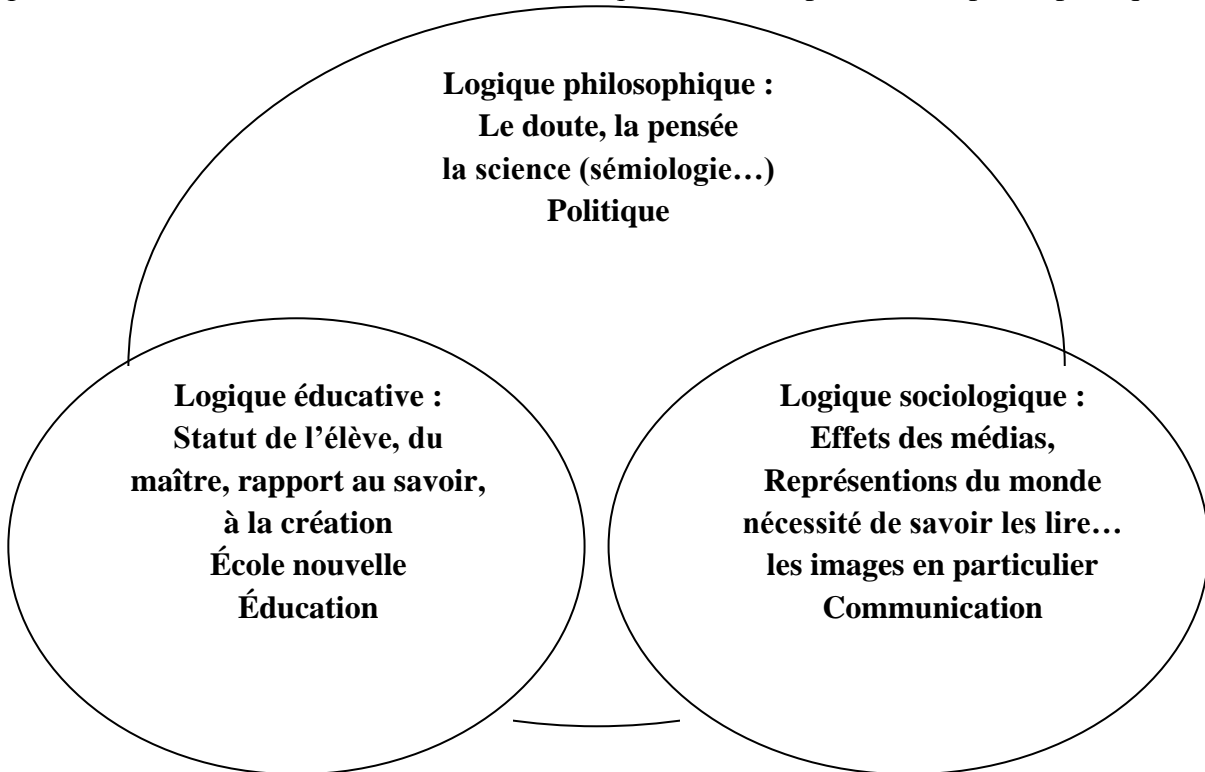 Logique philosophique :
Le doute, la pensée
la science (sémiologie…)
Politique
Logique éducative :
Statut de l’élève, du
maître, rapport au savoir,
à la création
École nouvelle
Éducation
Logique sociologique :
Effets des médias,
Représentions du monde
nécessité de savoir les lire…
les images en particulier
Communication